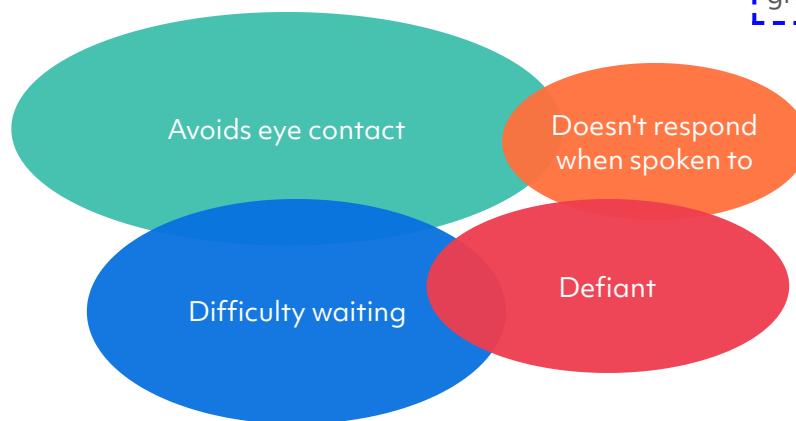 Avoids eye contact
Doesn't respond
when spoken to
Difficulty waiting
Defiant